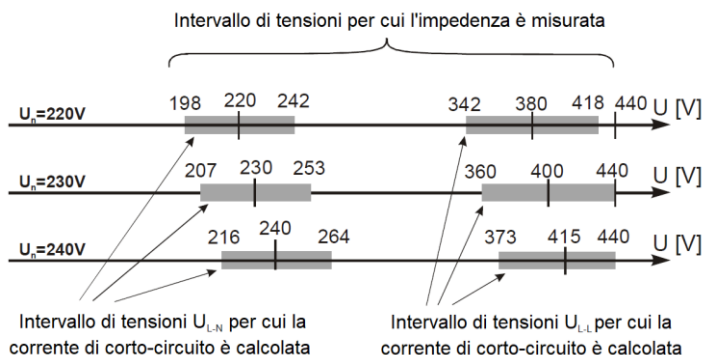 Intervallo di tensioni per cui l'impedenza è misurata
198 220 242 342 380 418 440 U [V]
Un=220V
207 230 253 360 400 440 U [V]
Un=230V
216 240 264 373 415 440 U [V]
Un=240V
Intervallo di tensioni UL-N per cui la
corrente di corto-circuito è calcolata
Intervallo di tensioni UL-L per cui la
corrente di corto-circuito è calcolata